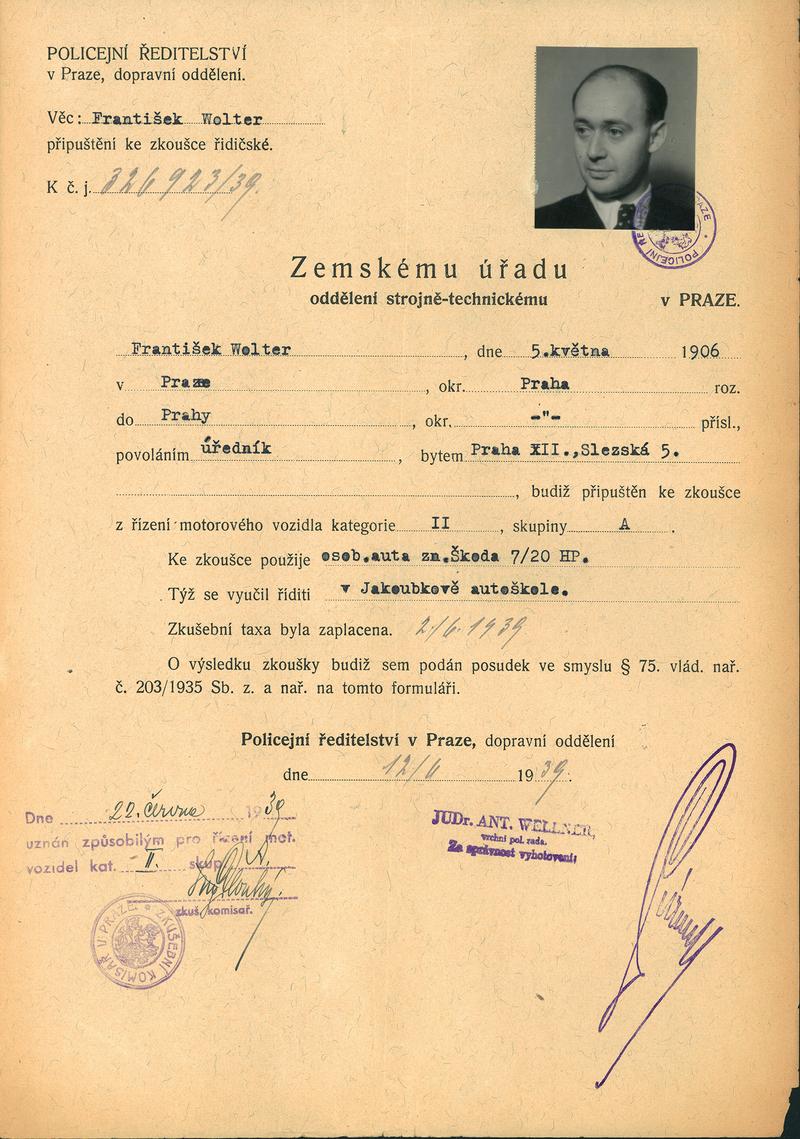 POLICEJNÍ ŘEDITELSTVÍ
v Praze, dopravní oddělení.
Věc: František Wolter
připuštění ke zkoušce řidičské.
K č. j. 326923/39.
Zemskému úřadu
oddělení strojně-technickému v PRAZE.
František Wolter, dne 5.května 1906
v Praze, okr. Praha roz.
do Prahy, okr. -"- přísl.,
povoláním úředník, bytem Praha XII.,Slezská 5.
, budiž připuštěn ke zkoušce
z řízení motorového vozidla kategorie II, skupiny A.
Ke zkoušce použije osob.auta zn.Škoda 7/20 HP.
Týž se vyučil říditi v Jakoubkově autoškole.
Zkušební taxa byla zaplacena. 2/6. 1939
O výsledku zkoušky budiž sem podán posudek ve smyslu § 75. vlád. nař.
č. 203/1935 Sb. z. a nař. na tomto formuláři.
Policejní ředitelství v Praze, dopravní oddělení
dne 12/6 1939.
Dne 22. června 1939
uznán způsobilým pro řízení mot.
vozidel kat. II. skup. A.
zkuš. komisař.
ZKUŠEBNÍ KOMISAŘ V PRAZE
JUDr. ANT. WELLNER,
vrchní pol. rada.
Za správnost vyhotovení: